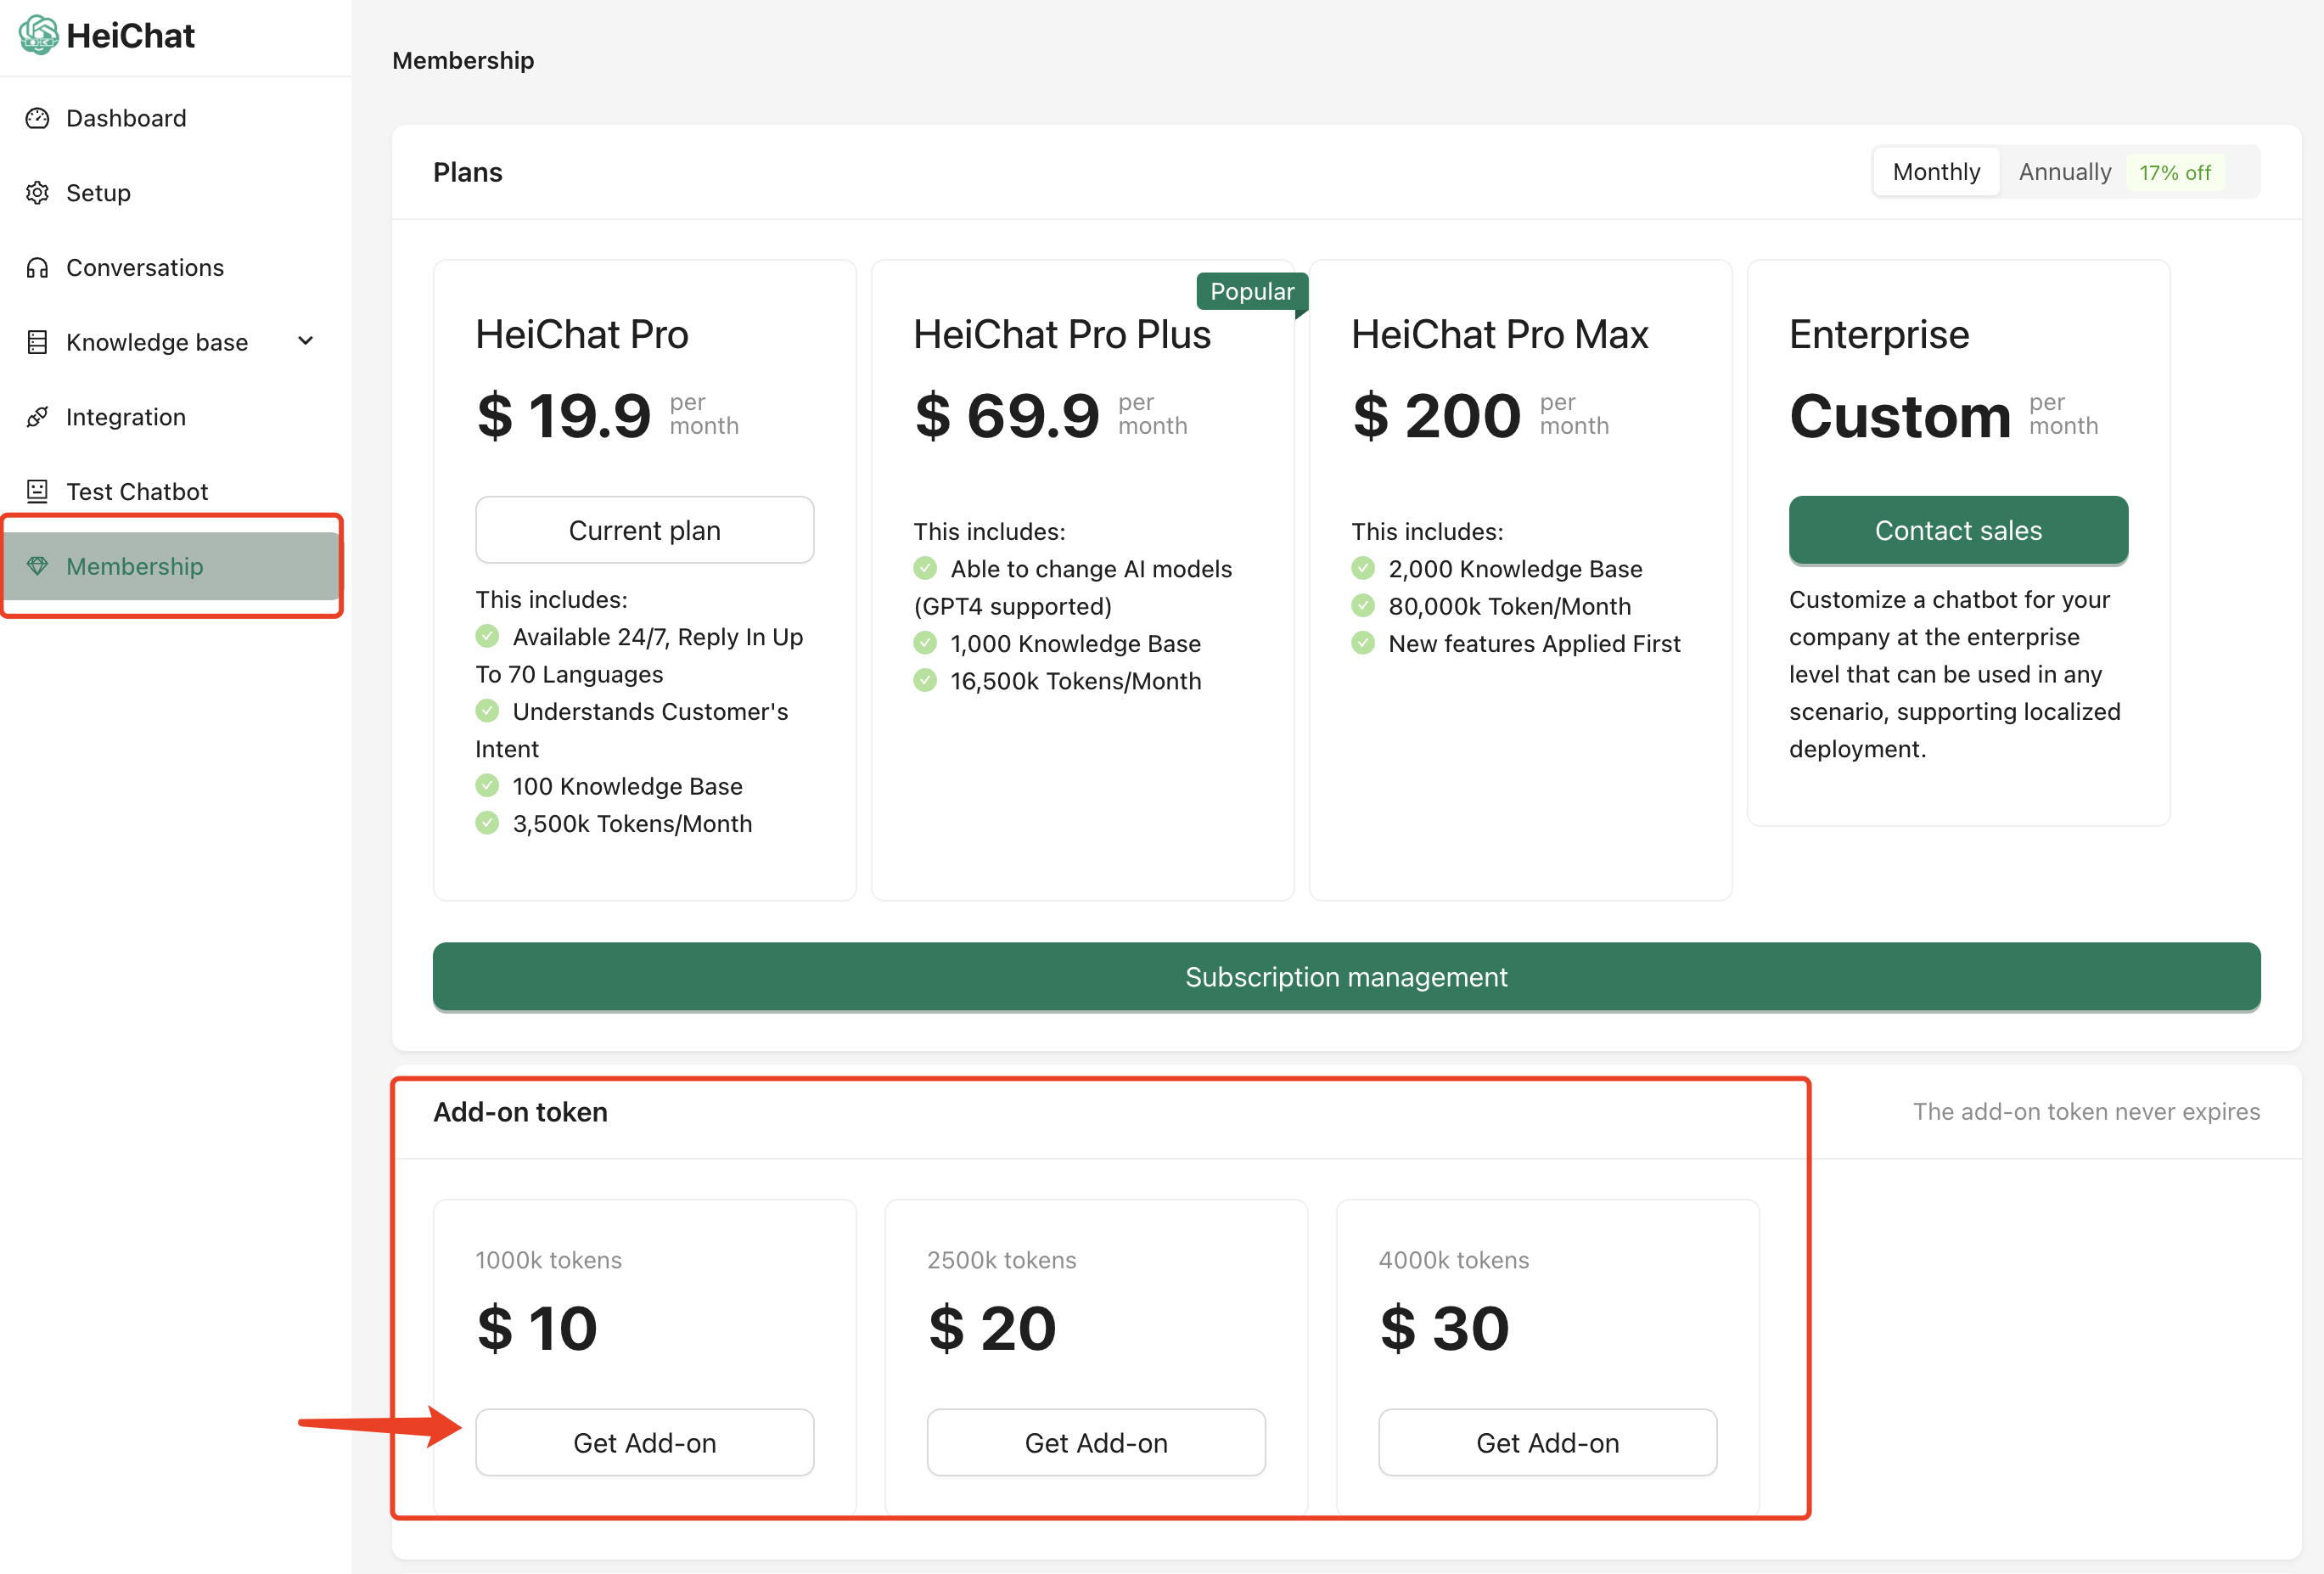 HeiChat
Dashboard
Setup
Conversations
Knowledge base
Integration
Test Chatbot
Membership
Membership
Plans
Monthly
Annually
17% off
HeiChat Pro
$ 19.9
per
month
Current plan
This includes:
Available 24/7, Reply In Up
To 70 Languages
Understands Customer's
Intent
100 Knowledge Base
3,500k Tokens/Month
Popular
HeiChat Pro Plus
$ 69.9
per
month
This includes:
Able to change AI models
(GPT4 supported)
1,000 Knowledge Base
16,500k Tokens/Month
HeiChat Pro Max
$ 200
per
month
This includes:
2,000 Knowledge Base
80,000k Token/Month
New features Applied First
Enterprise
Custom
per
month
Contact sales
Customize a chatbot for your
company at the enterprise
level that can be used in any
scenario, supporting localized
deployment.
Subscription management
Add-on token
The add-on token never expires
1000k tokens
$ 10
Get Add-on
2500k tokens
$ 20
Get Add-on
4000k tokens
$ 30
Get Add-on